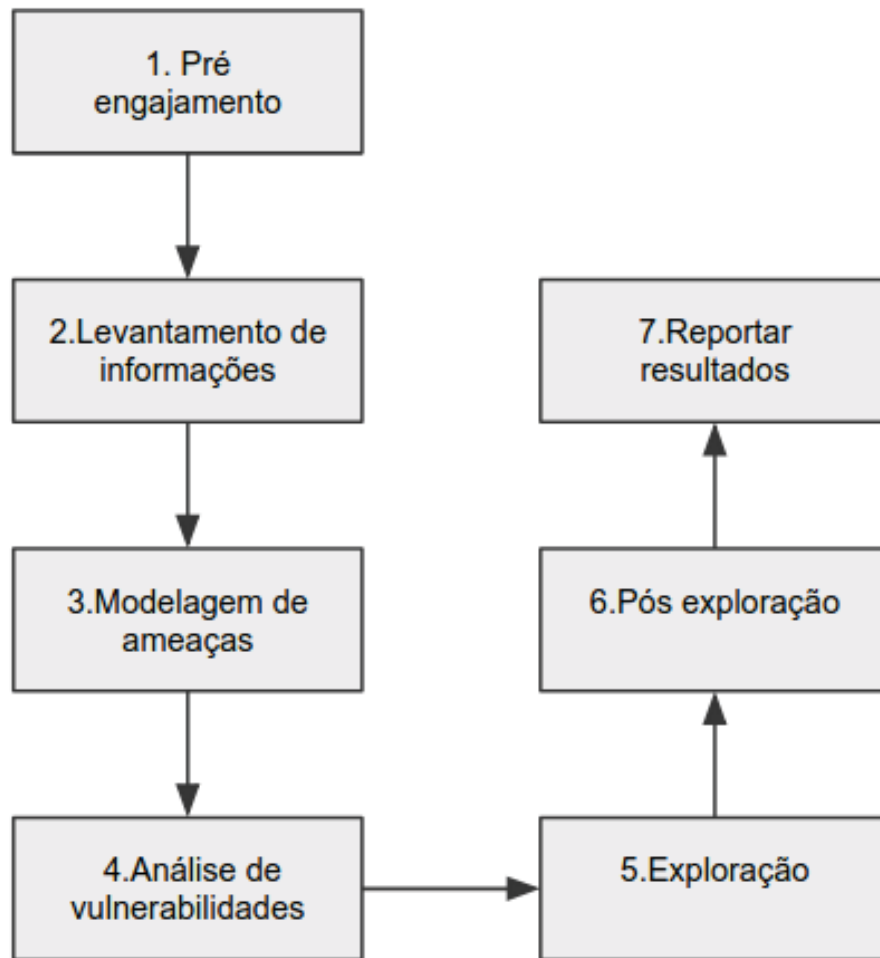 1. Pré
engajamento
2.Levantamento de
informações
3.Modelagem de
ameaças
4.Análise de
vulnerabilidades
5.Exploração
6.Pós exploração
7.Reportar
resultados